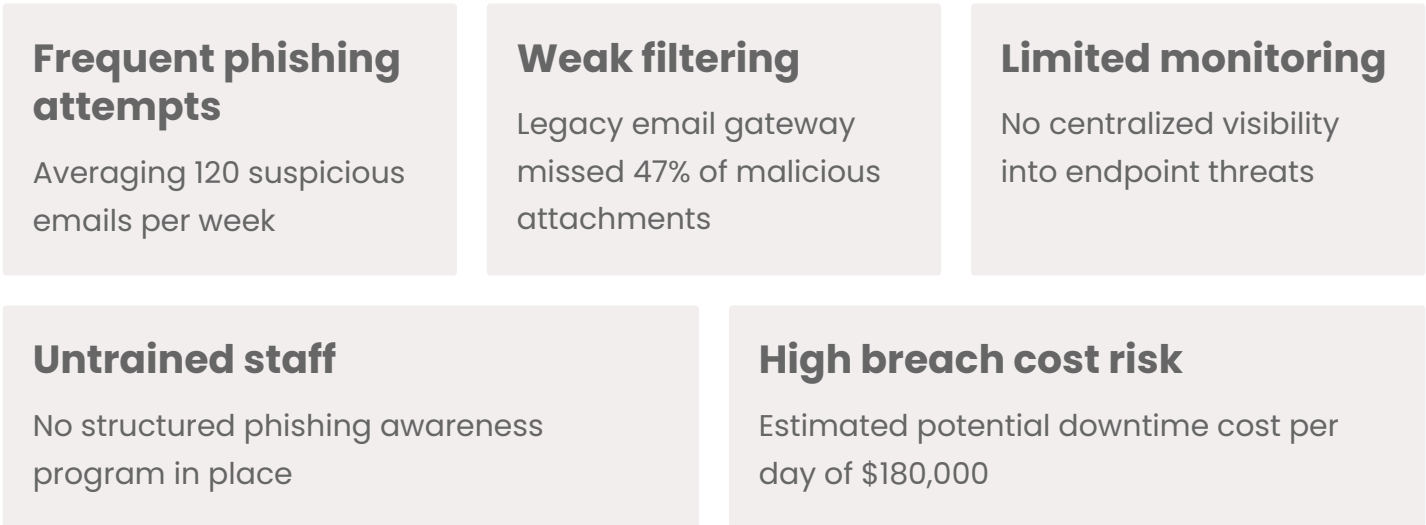 Frequent phishing
attempts
Averaging 120 suspicious
emails per week
Weak filtering
Legacy email gateway
missed 47% of malicious
attachments
Limited monitoring
No centralized visibility
into endpoint threats
Untrained staff
No structured phishing awareness
program in place
High breach cost risk
Estimated potential downtime cost per
day of $180,000